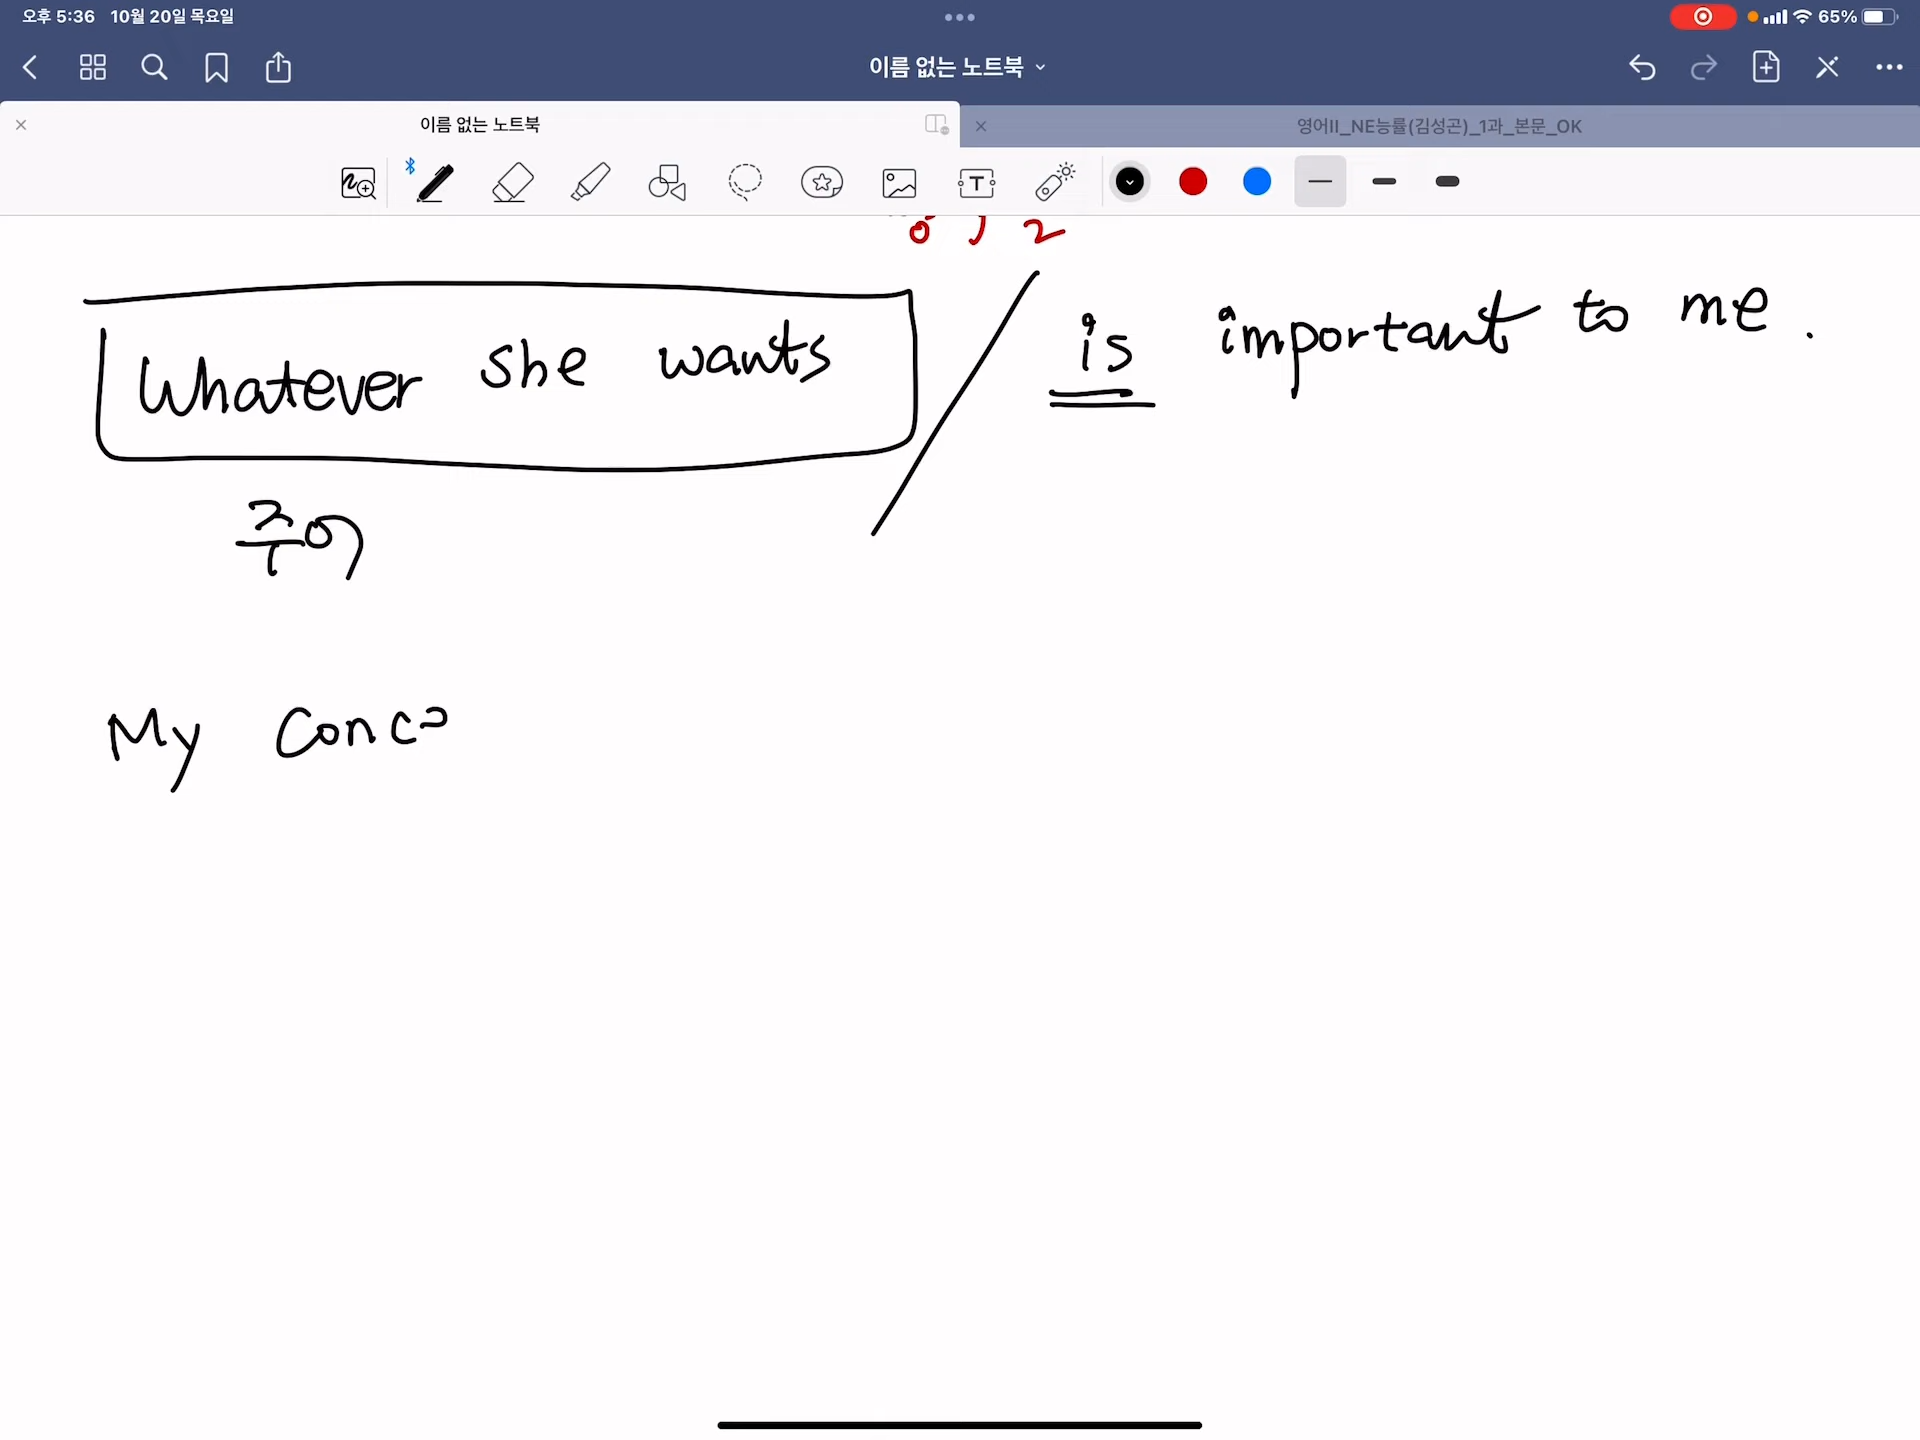 오후 5:36 10월 20일 목요일 65%
이름 없는 노트북
이름 없는 노트북 영어II_NE능률(김성곤)_1과_본문_OK
Whatever she wants / is important to me.
주어
My Conc